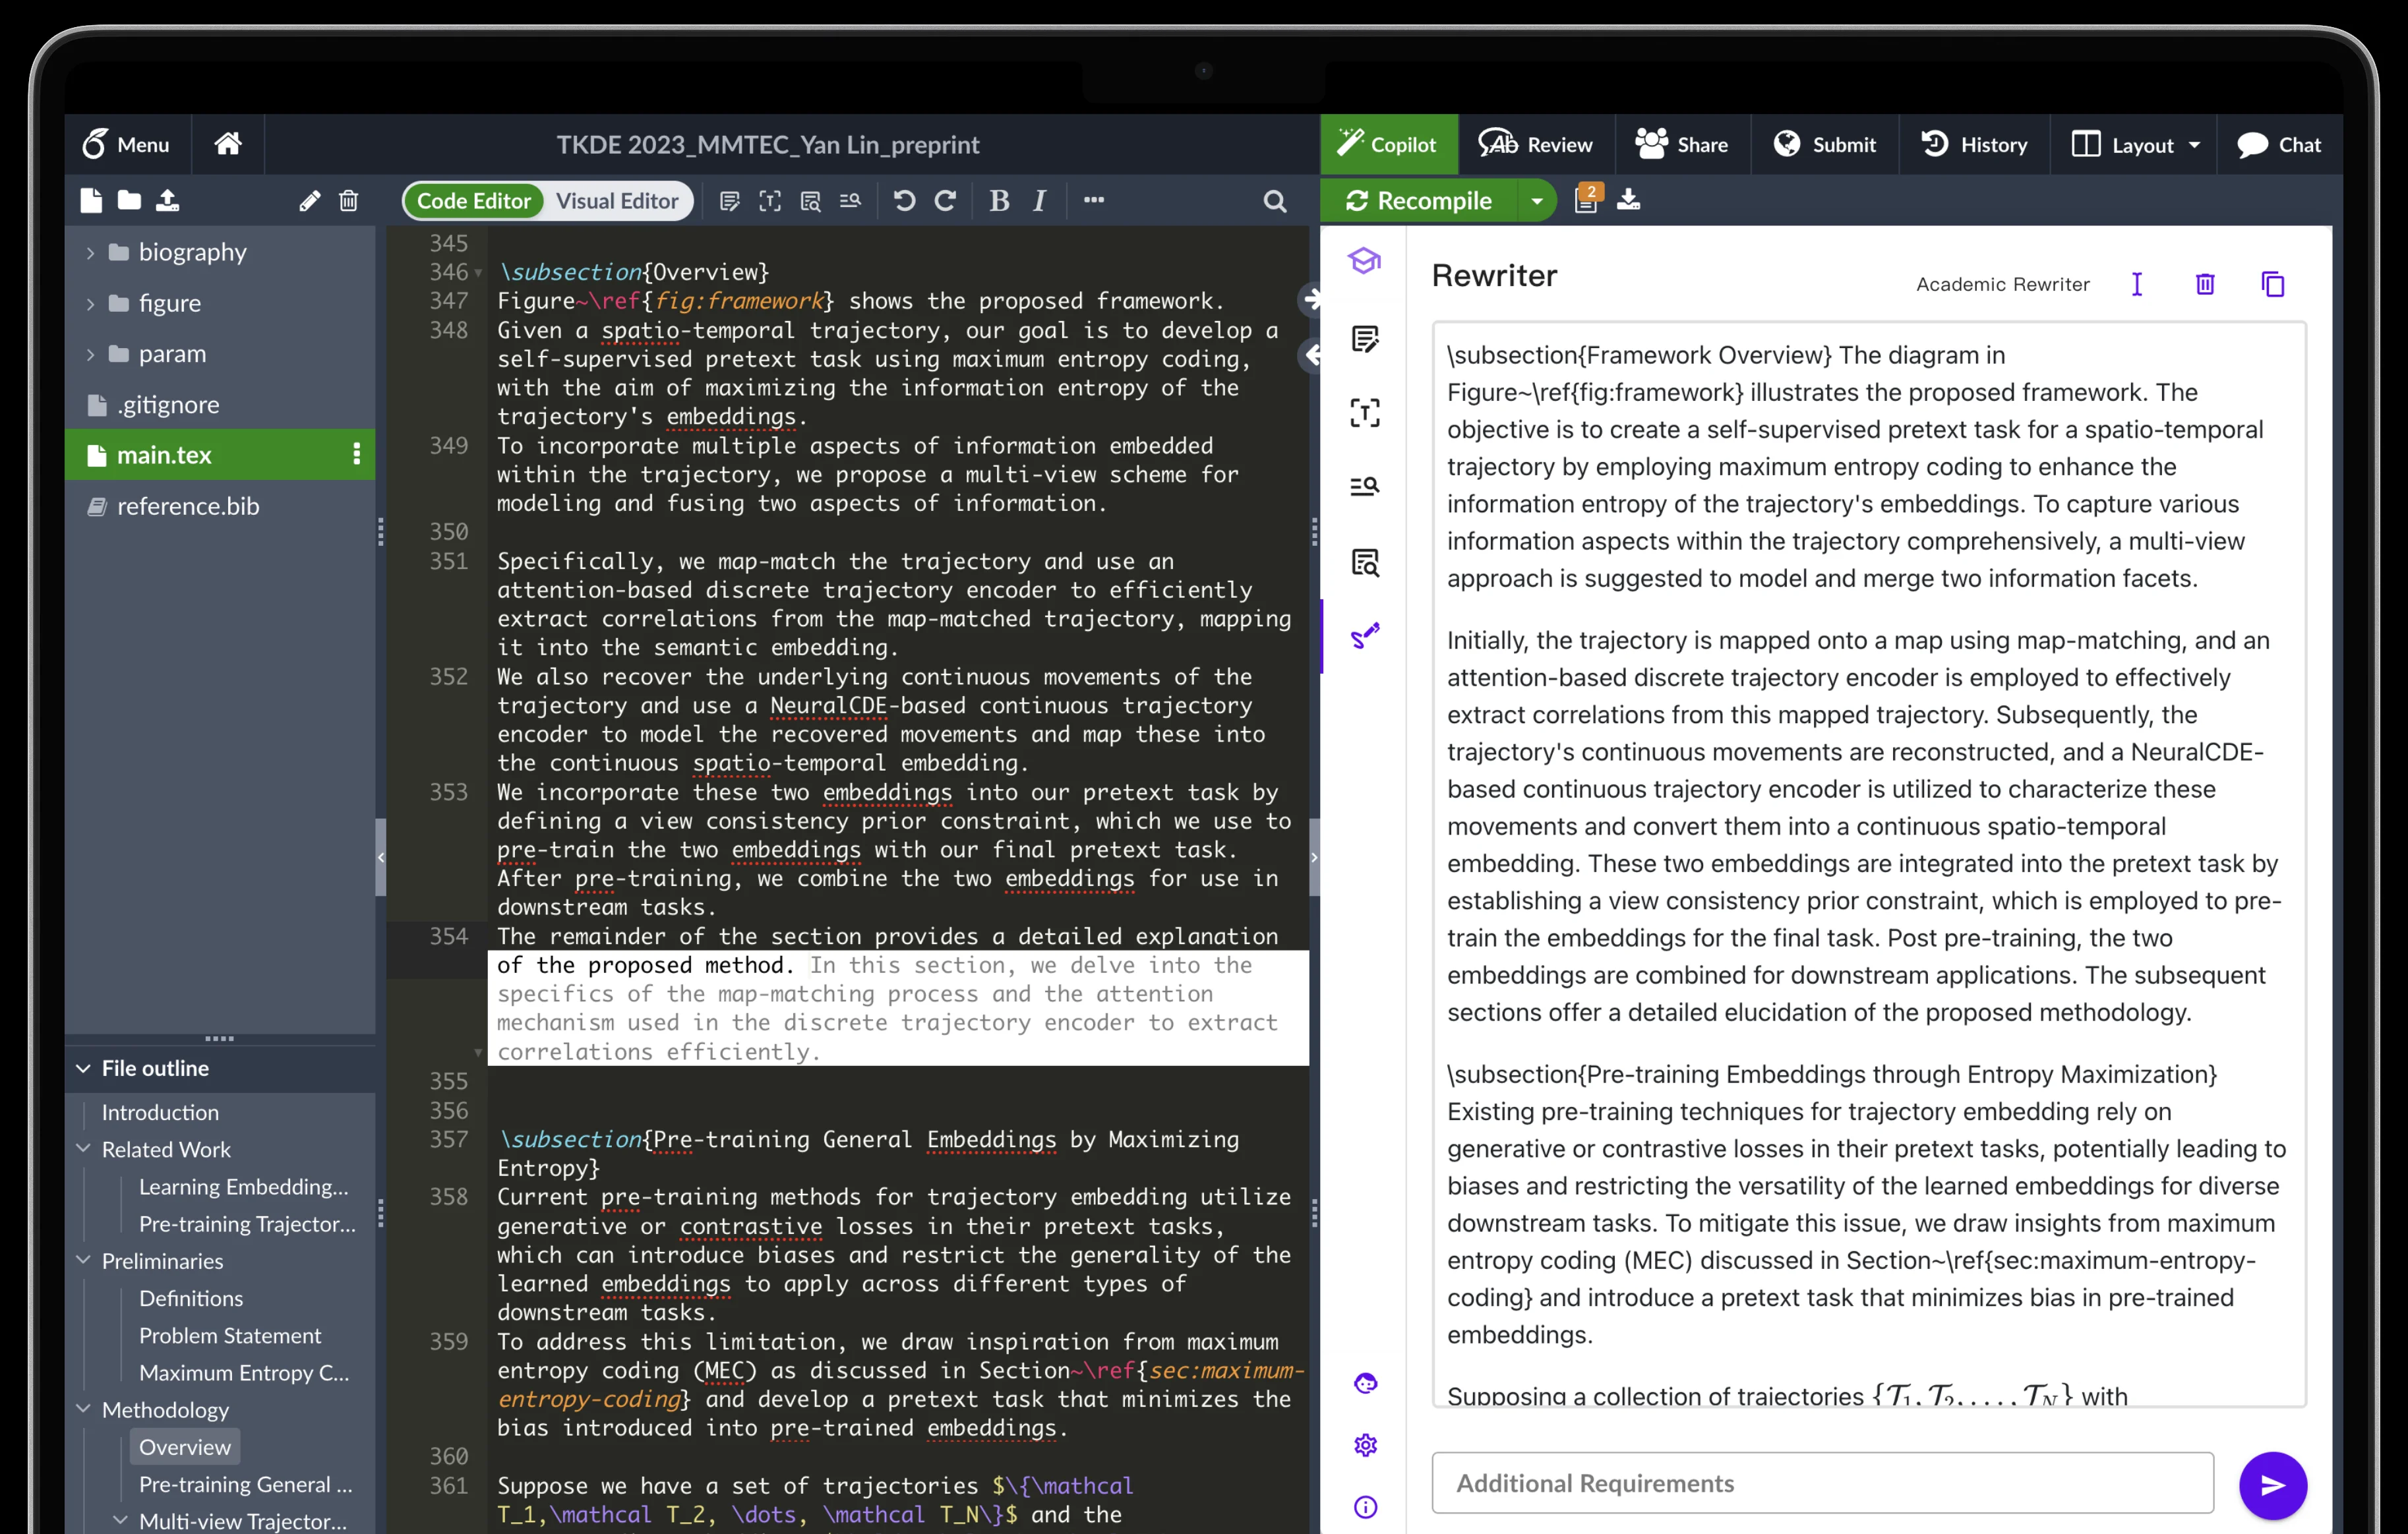 Menu
TKDE 2023_MMTEC_Yan Lin_preprint
Copilot
Review
Share
Submit
History
Layout
Chat
Code Editor
Visual Editor
B I
Recompile
2
biography
figure
param
.gitignore
main.tex
reference.bib
File outline
Introduction
Related Work
Learning Embedding...
Pre-training Trajector...
Preliminaries
Definitions
Problem Statement
Maximum Entropy C...
Methodology
Overview
Pre-training General ...
Multi-view Trajector...
345
346 \subsection{Overview}
347 Figure~\ref{fig:framework} shows the proposed framework.
348 Given a spatio-temporal trajectory, our goal is to develop a
self-supervised pretext task using maximum entropy coding,
with the aim of maximizing the information entropy of the
trajectory's embeddings.
349 To incorporate multiple aspects of information embedded
within the trajectory, we propose a multi-view scheme for
modeling and fusing two aspects of information.
350
351 Specifically, we map-match the trajectory and use an
attention-based discrete trajectory encoder to efficiently
extract correlations from the map-matched trajectory, mapping
it into the semantic embedding.
352 We also recover the underlying continuous movements of the
trajectory and use a NeuralCDE-based continuous trajectory
encoder to model the recovered movements and map these into
the continuous spatio-temporal embedding.
353 We incorporate these two embeddings into our pretext task by
defining a view consistency prior constraint, which we use to
pre-train the two embeddings with our final pretext task.
After pre-training, we combine the two embeddings for use in
downstream tasks.
354 The remainder of the section provides a detailed explanation
of the proposed method. In this section, we delve into the
specifics of the map-matching process and the attention
mechanism used in the discrete trajectory encoder to extract
correlations efficiently.
355
356
357 \subsection{Pre-training General Embeddings by Maximizing
Entropy}
358 Current pre-training methods for trajectory embedding utilize
generative or contrastive losses in their pretext tasks,
which can introduce biases and restrict the generality of the
learned embeddings to apply across different types of
downstream tasks.
359 To address this limitation, we draw inspiration from maximum
entropy coding (MEC) as discussed in Section~\ref{sec:maximum-
entropy-coding} and develop a pretext task that minimizes the
bias introduced into pre-trained embeddings.
360
361 Suppose we have a set of trajectories $\{\mathcal
T_1,\mathcal T_2, \dots, \mathcal T_N\}$ and the
Rewriter
Academic Rewriter
\subsection{Framework Overview} The diagram in
Figure~\ref{fig:framework} illustrates the proposed framework. The
objective is to create a self-supervised pretext task for a spatio-temporal
trajectory by employing maximum entropy coding to enhance the
information entropy of the trajectory's embeddings. To capture various
information aspects within the trajectory comprehensively, a multi-view
approach is suggested to model and merge two information facets.
Initially, the trajectory is mapped onto a map using map-matching, and an
attention-based discrete trajectory encoder is employed to effectively
extract correlations from this mapped trajectory. Subsequently, the
trajectory's continuous movements are reconstructed, and a NeuralCDE-
based continuous trajectory encoder is utilized to characterize these
movements and convert them into a continuous spatio-temporal
embedding. These two embeddings are integrated into the pretext task by
establishing a view consistency prior constraint, which is employed to pre-
train the embeddings for the final task. Post pre-training, the two
embeddings are combined for downstream applications. The subsequent
sections offer a detailed elucidation of the proposed methodology.
\subsection{Pre-training Embeddings through Entropy Maximization}
Existing pre-training techniques for trajectory embedding rely on
generative or contrastive losses in their pretext tasks, potentially leading to
biases and restricting the versatility of the learned embeddings for diverse
downstream tasks. To mitigate this issue, we draw insights from maximum
entropy coding (MEC) discussed in Section~\ref{sec:maximum-entropy-
coding} and introduce a pretext task that minimizes bias in pre-trained
embeddings.
Supposing a collection of trajectories {𝒯₁, 𝒯₂, . . . , 𝒯_N} with
Additional Requirements